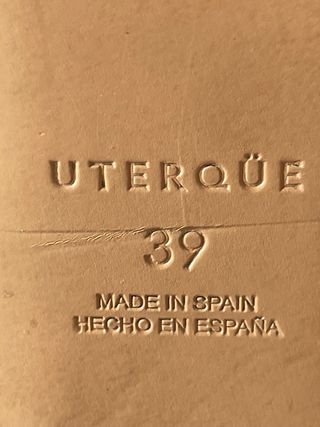 UTERQÜE
39
MADE IN SPAIN
HECHO EN ESPAÑA